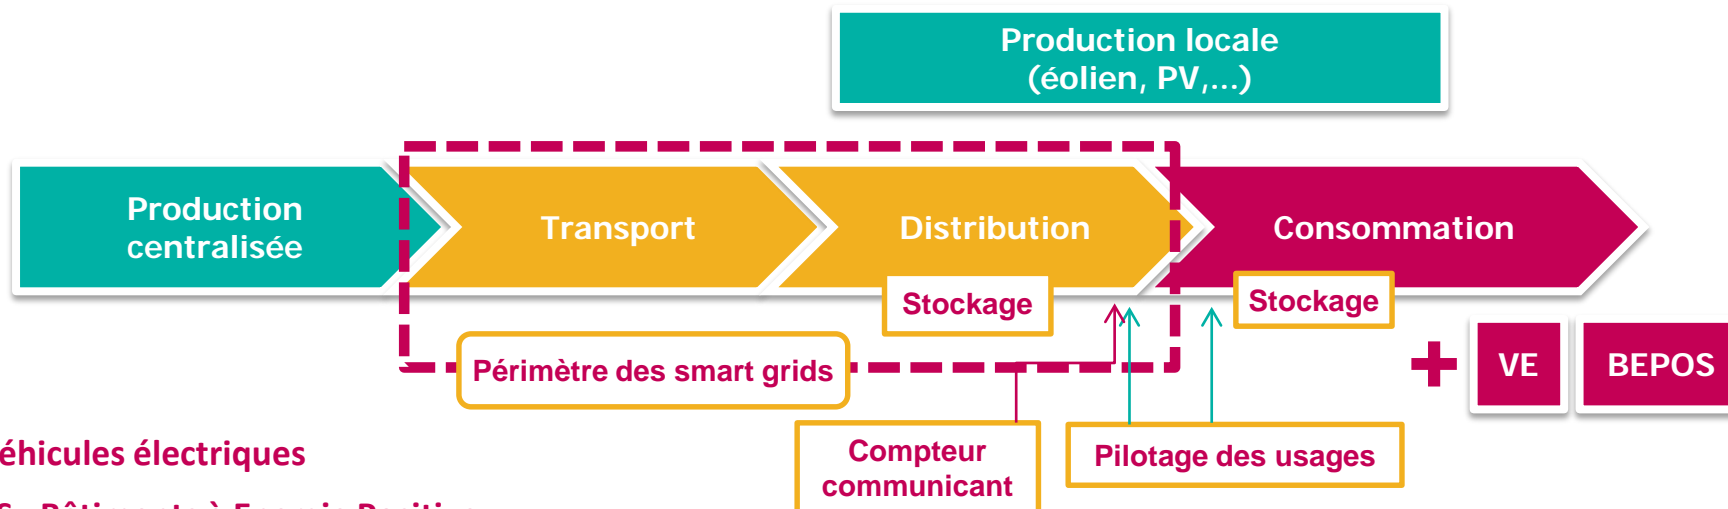 Production locale
(éolien, PV,...)
Production
centralisée
Transport
Distribution
Consommation
Stockage
Stockage
Périmètre des smart grids
VE
BEPOS
Compteur
communicant
Pilotage des usages
éhicules électriques